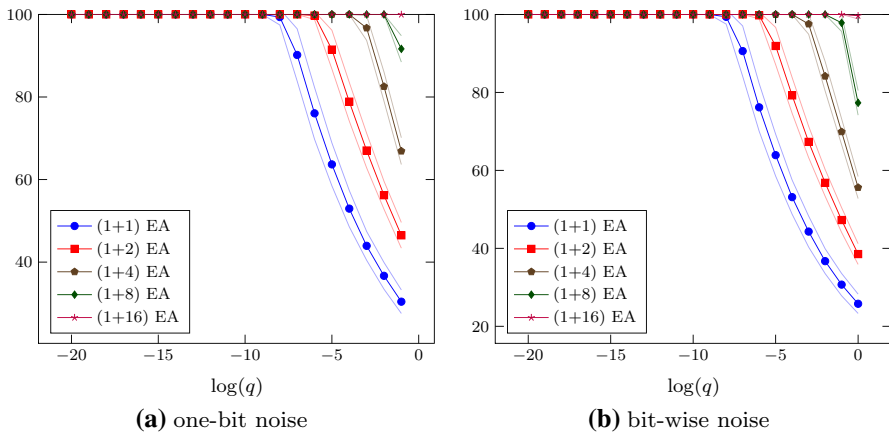 100
80
60
40
(1+1) EA
(1+2) EA
(1+4) EA
(1+8) EA
(1+16) EA
−20 −15 −10 −5 0
log(q)
(a) one-bit noise
100
80
60
40
20
(1+1) EA
(1+2) EA
(1+4) EA
(1+8) EA
(1+16) EA
−20 −15 −10 −5 0
log(q)
(b) bit-wise noise